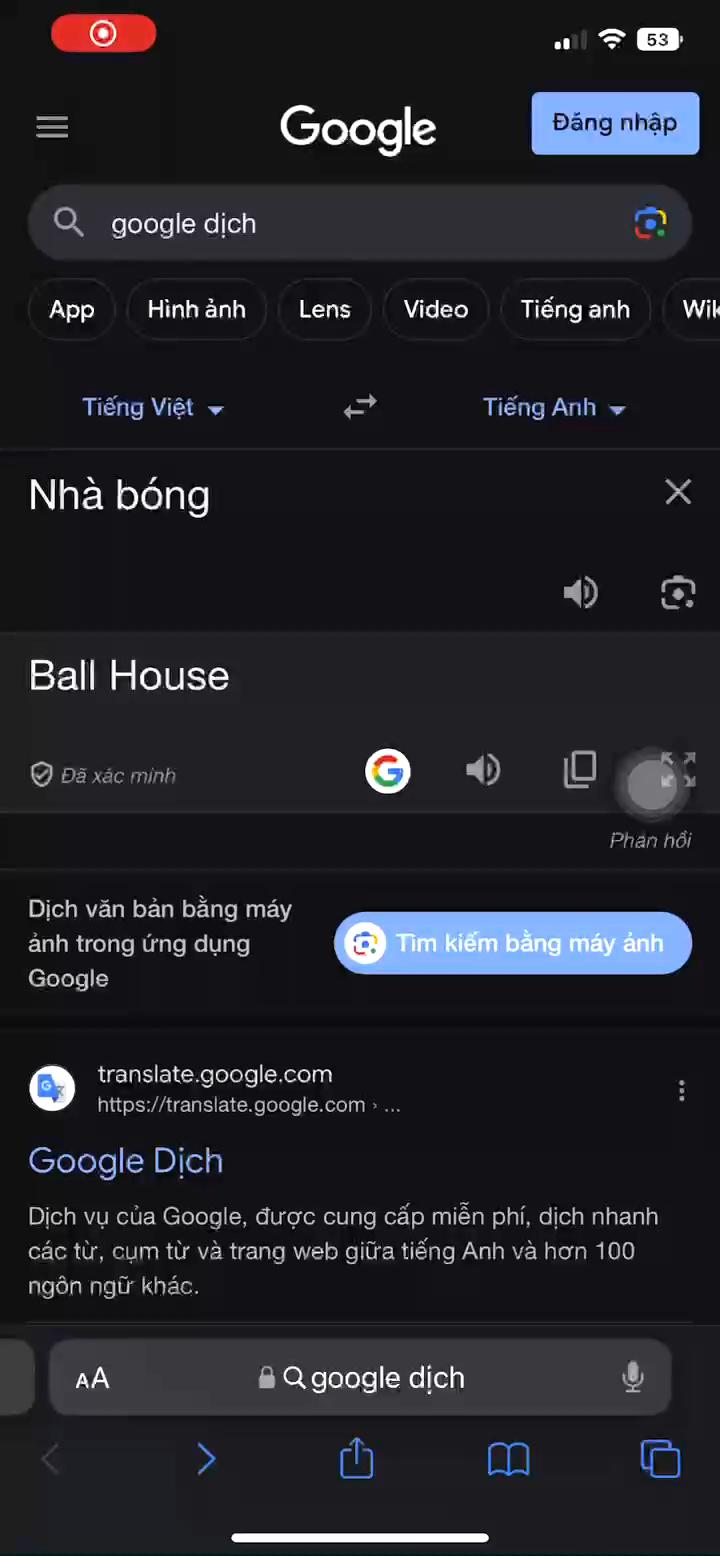 53
Google
Đăng nhập
google dịch
App Hình ảnh Lens Video Tiếng anh Wik
Tiếng Việt Tiếng Anh
Nhà bóng
Ball House
Đã xác minh
Phản hồi
Dịch văn bản bằng máy
ảnh trong ứng dụng
Google
Tìm kiếm bằng máy ảnh
translate.google.com
https://translate.google.com › ...
Google Dịch
Dịch vụ của Google, được cung cấp miễn phí, dịch nhanh
các từ, cụm từ và trang web giữa tiếng Anh và hơn 100
ngôn ngữ khác.
AA google dịch